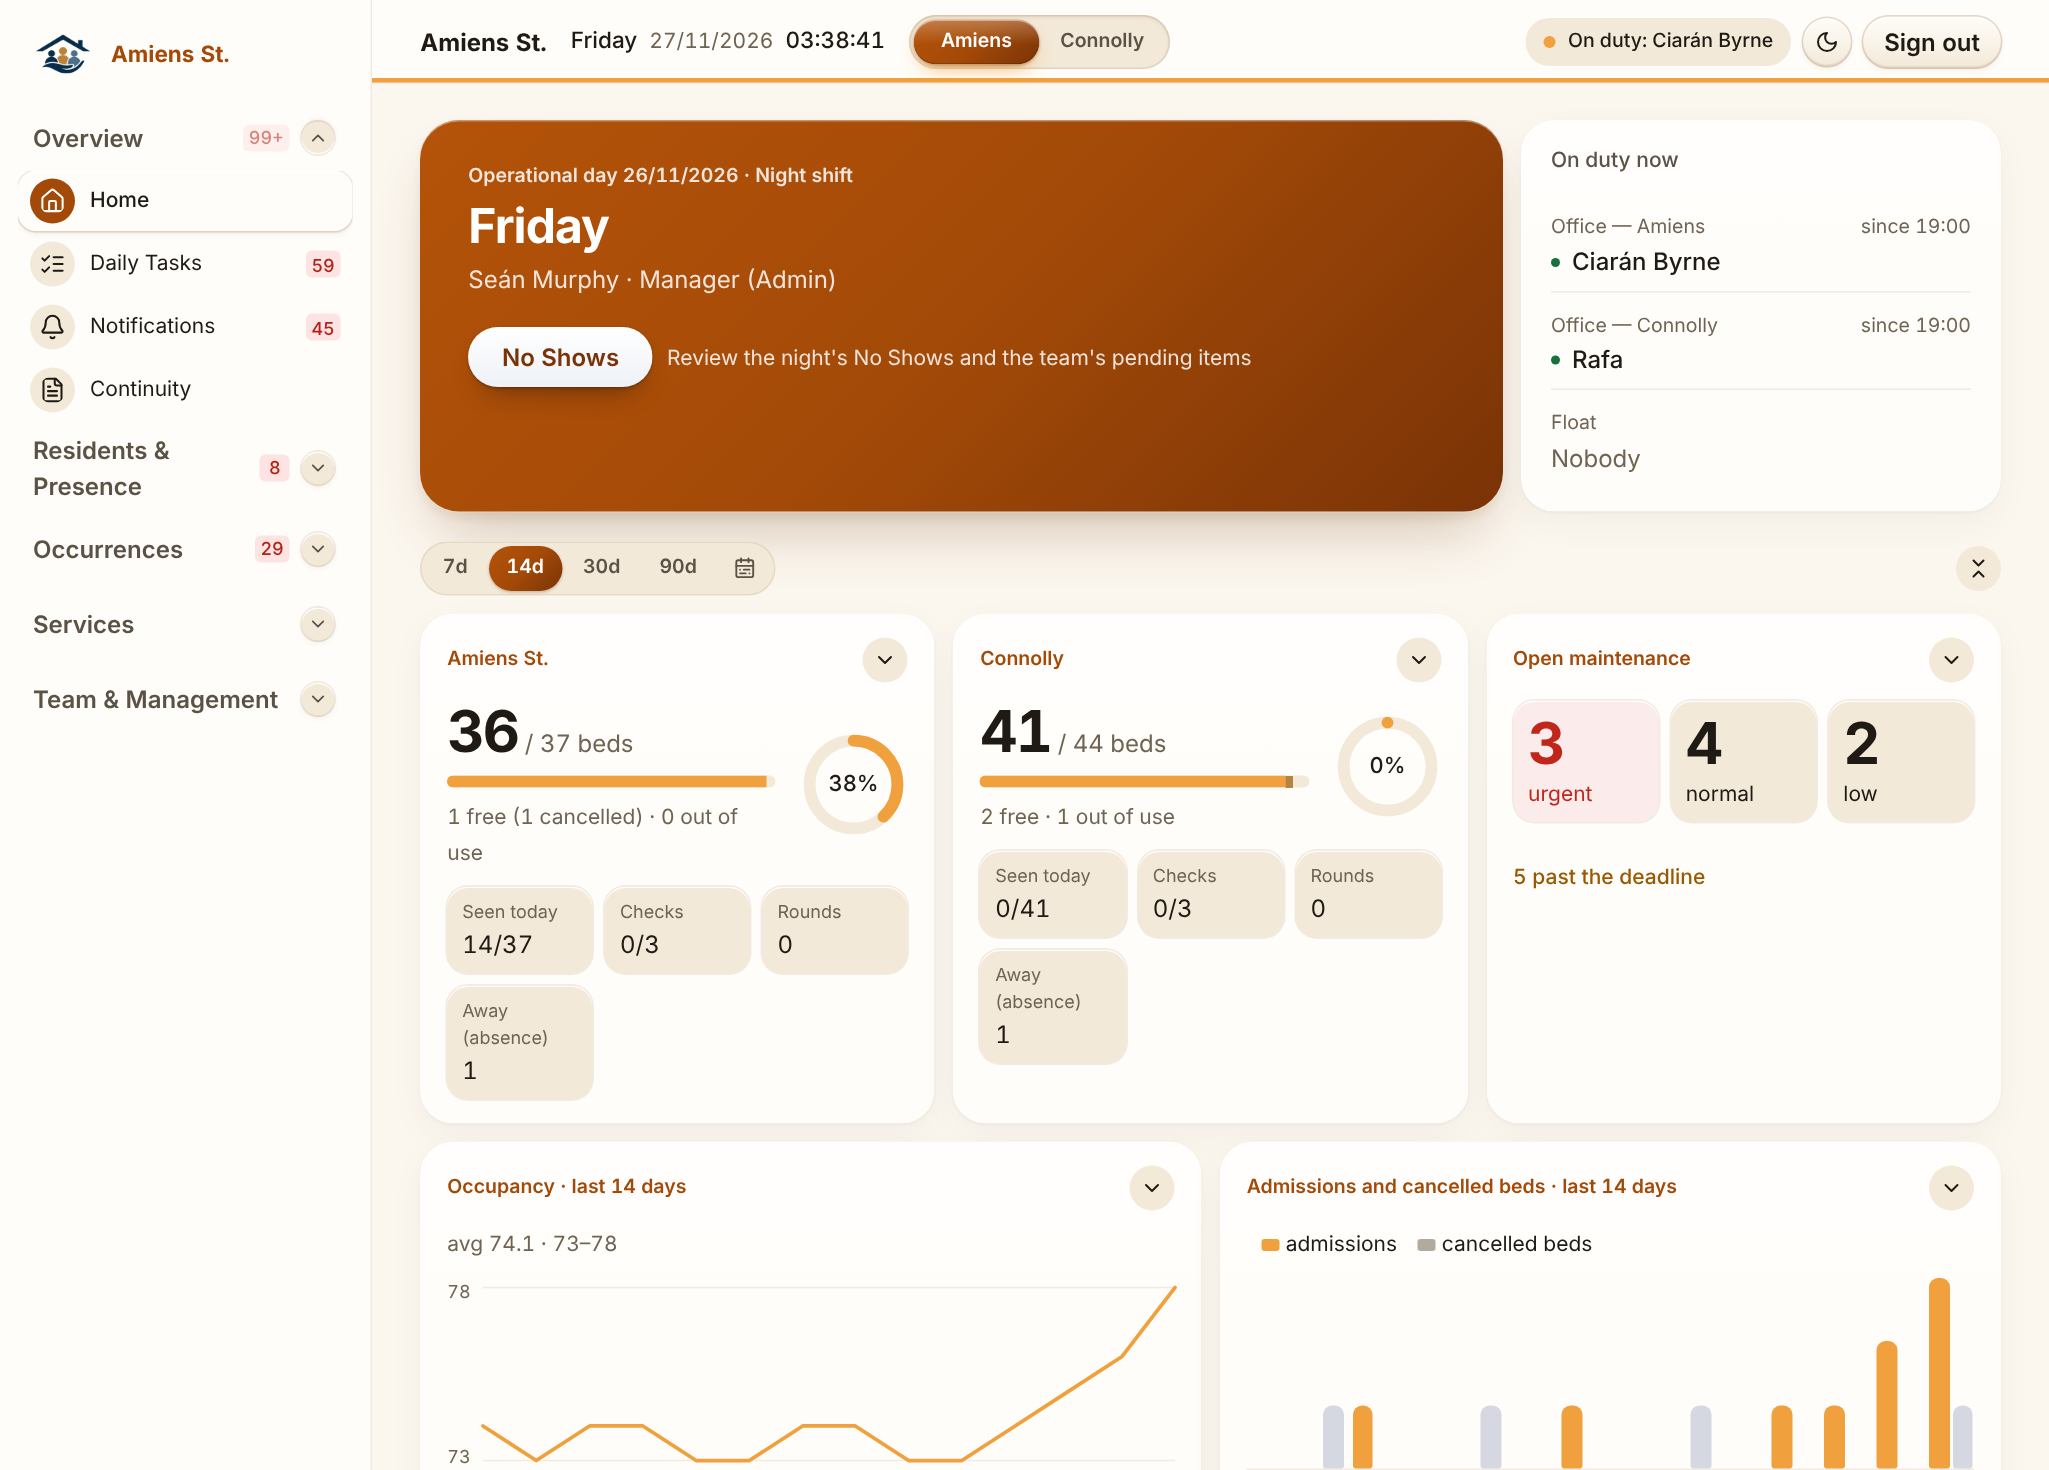 Amiens St.
Overview
99+
Home
Daily Tasks
59
Notifications
45
Continuity
Residents &
Presence
8
Occurrences
29
Services
Team & Management
Amiens St. Friday 27/11/2026 03:38:41
Amiens Connolly
On duty: Ciarán Byrne
Sign out
Operational day 26/11/2026 · Night shift
Friday
Seán Murphy · Manager (Admin)
No Shows
Review the night's No Shows and the team's pending items
On duty now
Office — Amiens since 19:00
Ciarán Byrne
Office — Connolly since 19:00
Rafa
Float
Nobody
7d 14d 30d 90d
Amiens St.
36 / 37 beds
38%
1 free (1 cancelled) · 0 out of
use
Seen today
14/37
Checks
0/3
Rounds
0
Away
(absence)
1
Connolly
41 / 44 beds
0%
2 free · 1 out of use
Seen today
0/41
Checks
0/3
Rounds
0
Away
(absence)
1
Open maintenance
3
urgent
4
normal
2
low
5 past the deadline
Occupancy · last 14 days
avg 74.1 · 73–78
78
73
Admissions and cancelled beds · last 14 days
admissions cancelled beds